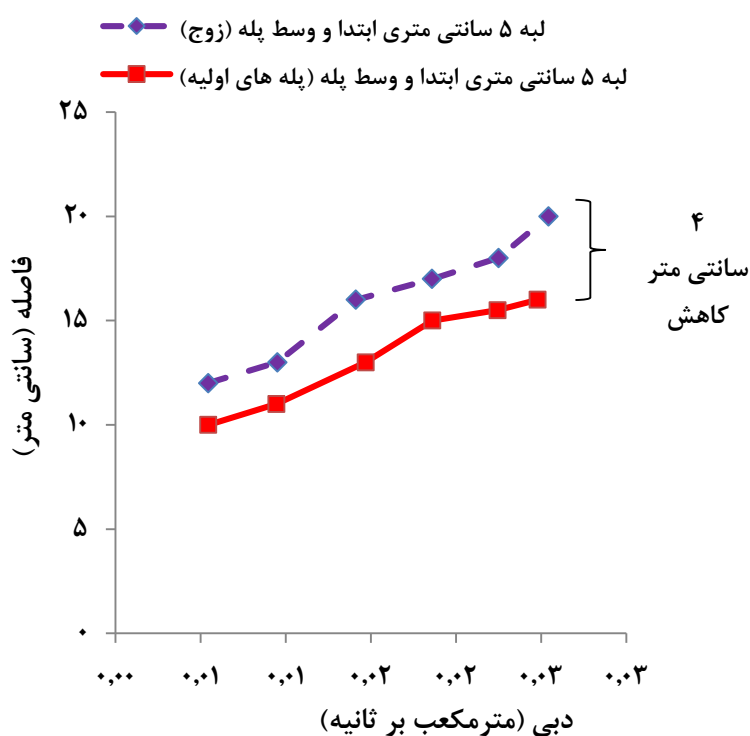 لبه ۵ سانتی متری ابتدا و وسط پله (زوج)
لبه ۵ سانتی متری ابتدا و وسط پله (پله های اولیه)
۲۵
۲۰
۱۵
۱۰
۵
۰
فاصله (سانتی متر)
۴
سانتی متر
کاهش
۰,۰۰ ۰,۰۱ ۰,۰۱ ۰,۰۲ ۰,۰۲ ۰,۰۳ ۰,۰۳
دبی (مترمکعب بر ثانیه)